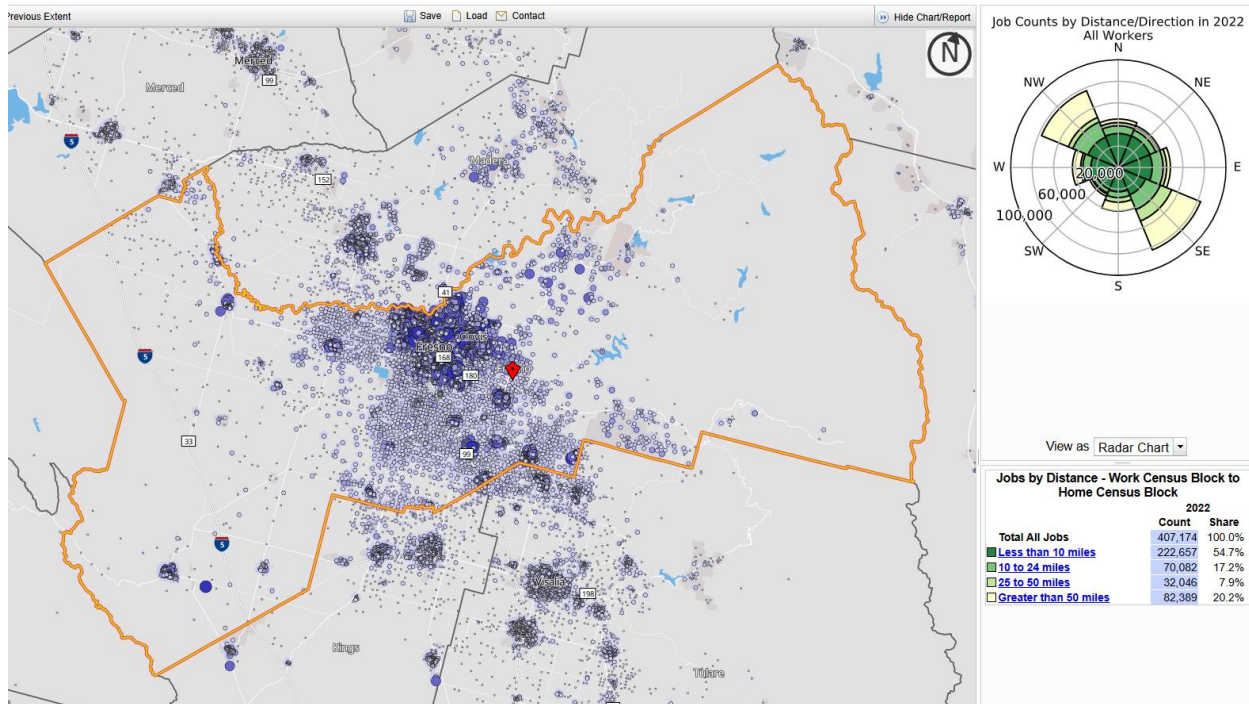 Previous Extent
Save
Load
Contact
Hide Chart/Report
N
Merced
99
Merced
5
Madera
152
41
Clovis
Fresno
168
180
5
33
99
5
Visalia
198
Kings
Tulare
Job Counts by Distance/Direction in 2022
All Workers
N
NW
NE
W
E
20,000
60,000
100,000
SW
SE
S
View as Radar Chart
Jobs by Distance - Work Census Block to
Home Census Block
2022
Count Share
Total All Jobs 407,174 100.0%
Less than 10 miles 222,657 54.7%
10 to 24 miles 70,082 17.2%
25 to 50 miles 32,046 7.9%
Greater than 50 miles 82,389 20.2%